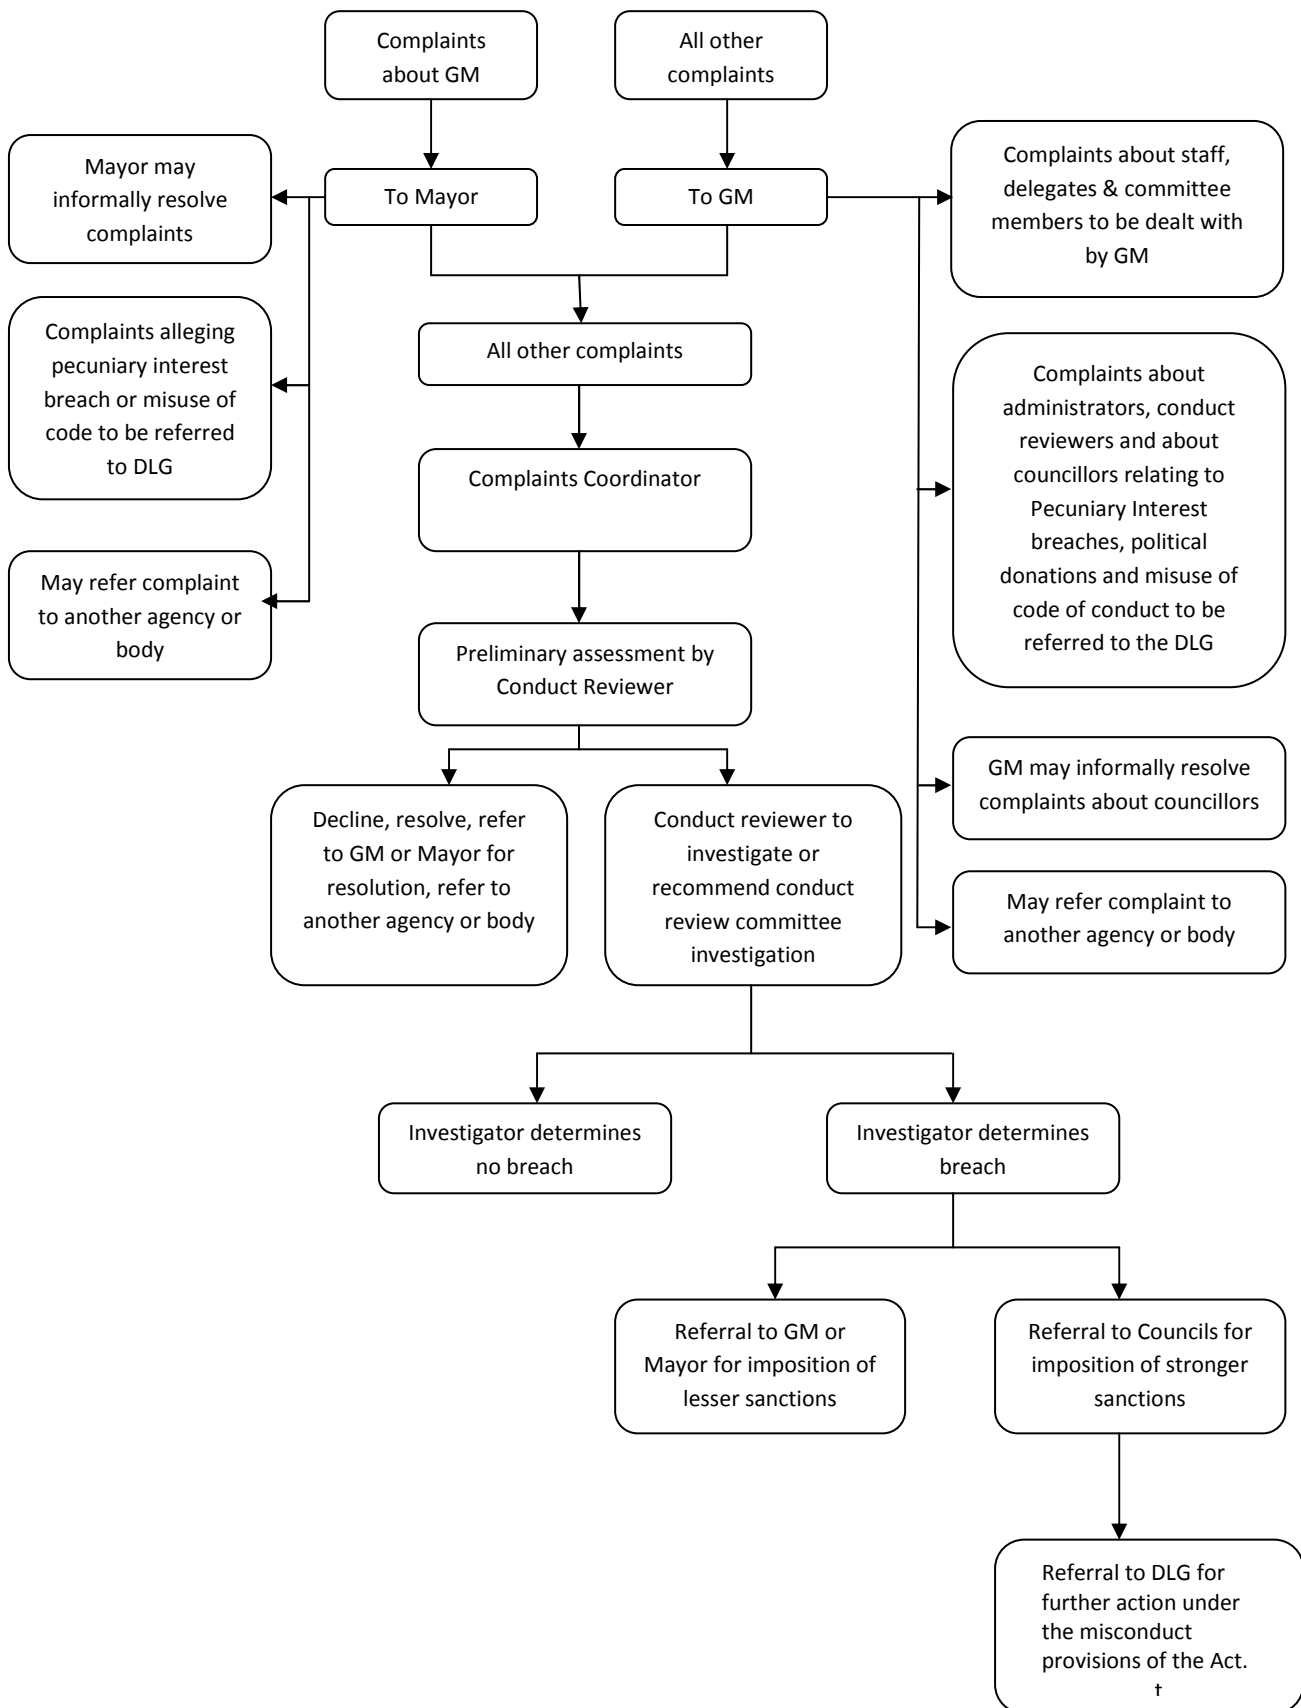 Complaints
about GM
All other
complaints
Mayor may
informally resolve
complaints
To Mayor
To GM
Complaints about staff,
delegates & committee
members to be dealt with
by GM
Complaints alleging
pecuniary interest
breach or misuse of
code to be referred
to DLG
All other complaints
Complaints about
administrators, conduct
reviewers and about
councillors relating to
Pecuniary Interest
breaches, political
donations and misuse of
code of conduct to be
referred to the DLG
Complaints Coordinator
May refer complaint
to another agency or
body
Preliminary assessment by
Conduct Reviewer
GM may informally resolve
complaints about councillors
Decline, resolve, refer
to GM or Mayor for
resolution, refer to
another agency or body
Conduct reviewer to
investigate or
recommend conduct
review committee
investigation
May refer complaint to
another agency or body
Investigator determines
no breach
Investigator determines
breach
Referral to GM or
Mayor for imposition of
lesser sanctions
Referral to Councils for
imposition of stronger
sanctions
Referral to DLG for
further action under
the misconduct
provisions of the Act.